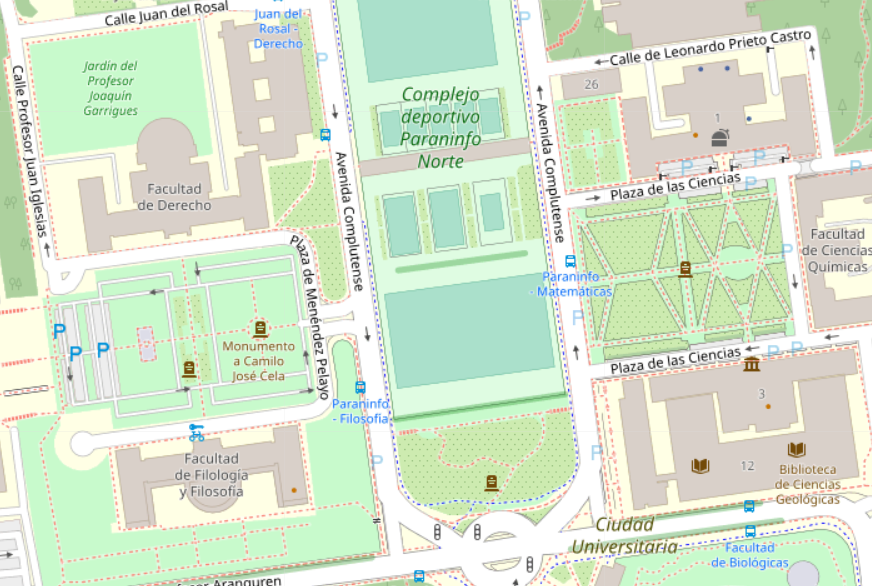 Calle Juan del Rosal
Juan del
Rosal -
Derecho
Calle de Leonardo Prieto Castro
Jardín del
Profesor
Joaquín
Garrigues
Calle Profesor Juan Iglesias
26
Complejo
deportivo
Paraninfo
Norte
1
Avenida Complutense
Avenida Complutense
Facultad
de Derecho
Plaza de las Ciencias
Facultad
de Ciencias
Químicas
Plaza de Menéndez Pelayo
Paraninfo
- Matemáticas
Monumento
a Camilo
José Cela
Plaza de las Ciencias
3
Paraninfo
- Filosofía
Facultad
de Filología
y Filosofía
12
Biblioteca
de Ciencias
Geológicas
Ciudad
Universitaria
Facultad
de Biológicas
Aranguren